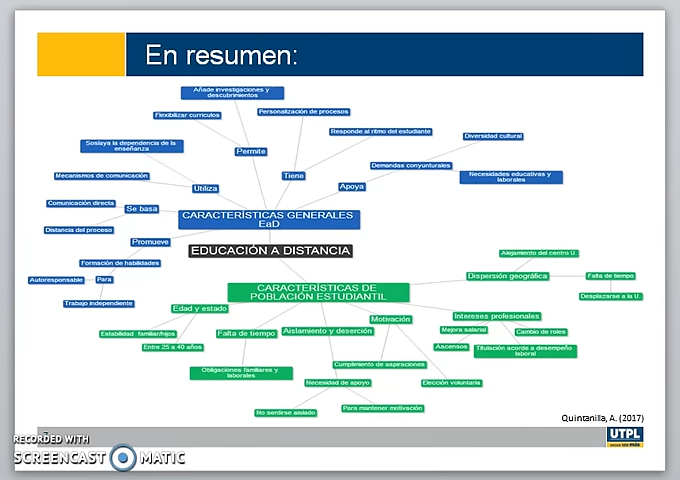 En resumen:
Añade investigaciones y
descubrimientos
Flexibilizar currículos
Personalización de procesos
Responde al ritmo del estudiante
Diversidad cultural
Soslaya la dependencia de la
enseñanza
Permite
Demandas conyunturales
Mecanismos de comunicación
Tiene
Necesidades educativas y
laborales
Utiliza
Apoya
Comunicación directa
Se basa
CARACTERÍSTICAS GENERALES
EaD
Distancia del proceso
Promueve
EDUCACIÓN A DISTANCIA
Alejamiento del centro U
Formación de habilidades
Autoresponsable
Para
Dispersión geográfica
Falta de tiempo
Trabajo independiente
CARACTERÍSTICAS DE
POBLACIÓN ESTUDIANTIL
Desplazarse a la U.
Edad y estado
Motivación
Intereses profesionales
Estabilidad familiar/hijos
Falta de tiempo
Aislamiento y deserción
Mejora salarial
Cambio de roles
Entre 25 a 40 años
Ascensos
Titulación acorde a desempeño
laboral
Obligaciones familiares y
laborales
Cumplimiento de aspiraciones
Necesidad de apoyo
Elección voluntaria
No sentirse aislado
Para mantener motivación
Quintanilla, A. (2017)
UTPL
RECORDED WITH
SCREENCAST MATIC